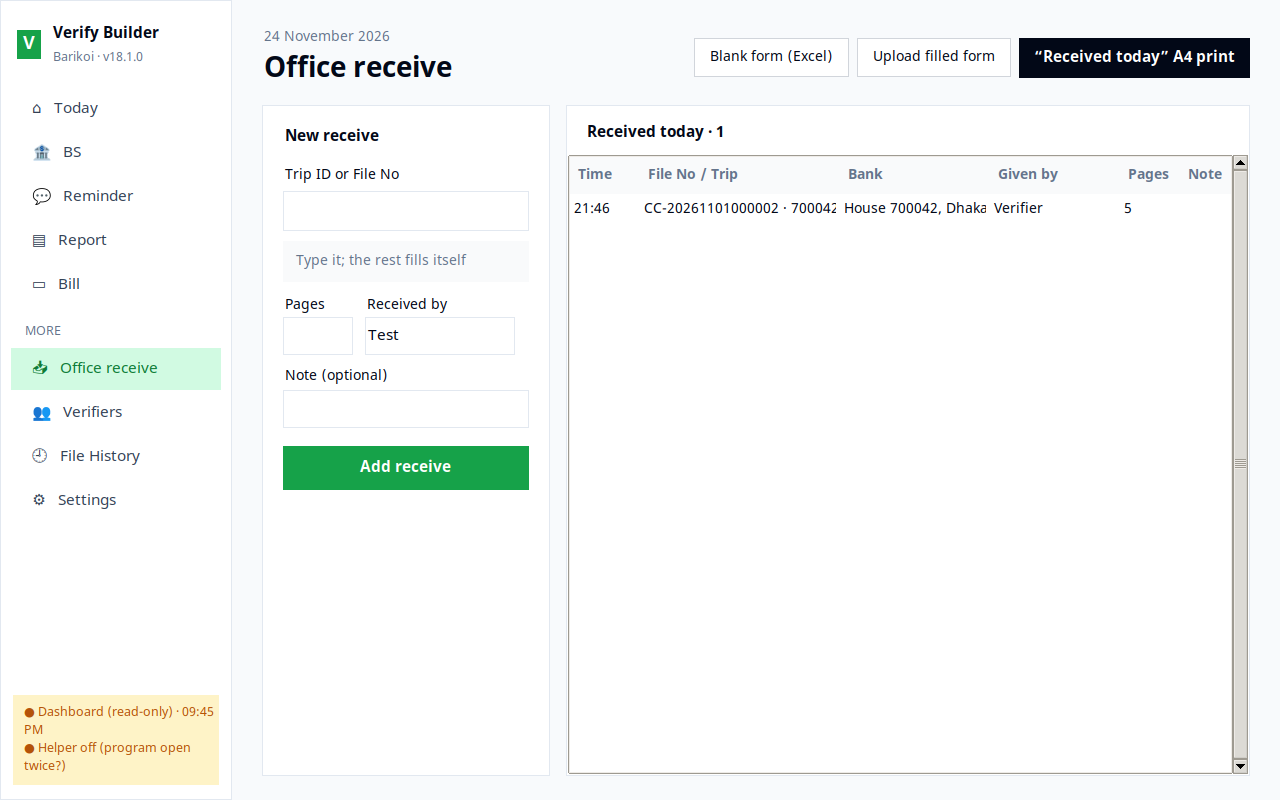 V
Verify Builder
Barikoi · v18.1.0
Today
BS
Reminder
Report
Bill
MORE
Office receive
Verifiers
File History
Settings
● Dashboard (read-only) · 09:45
PM
● Helper off (program open
twice?)
24 November 2026
Office receive
Blank form (Excel)
Upload filled form
“Received today” A4 print
New receive
Trip ID or File No
Type it; the rest fills itself
Pages
Received by
Test
Note (optional)
Add receive
Received today · 1
Time File No / Trip Bank Given by Pages Note
21:46 CC-20261101000002 · 700042 House 700042, Dhaka Verifier 5